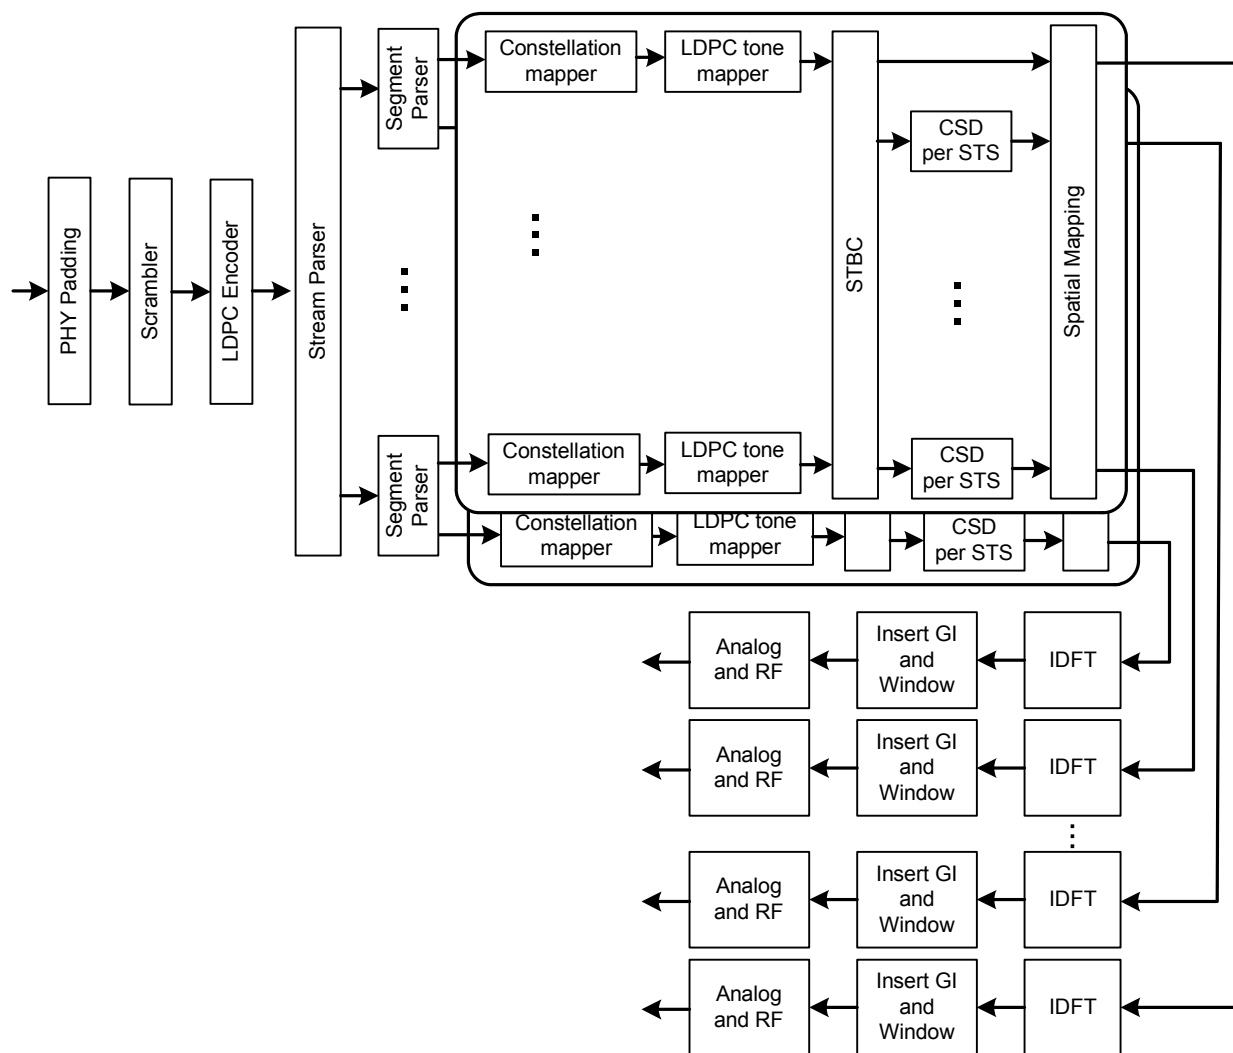 PHY Padding
Scrambler
LDPC Encoder
Stream Parser
Segment
Parser
Constellation
mapper
LDPC tone
mapper
STBC
CSD
per STS
Spatial Mapping
Segment
Parser
Constellation
mapper
LDPC tone
mapper
CSD
per STS
Constellation
mapper
LDPC tone
mapper
CSD
per STS
Analog
and RF
Insert GI
and
Window
IDFT
Analog
and RF
Insert GI
and
Window
IDFT
Analog
and RF
Insert GI
and
Window
IDFT
Analog
and RF
Insert GI
and
Window
IDFT